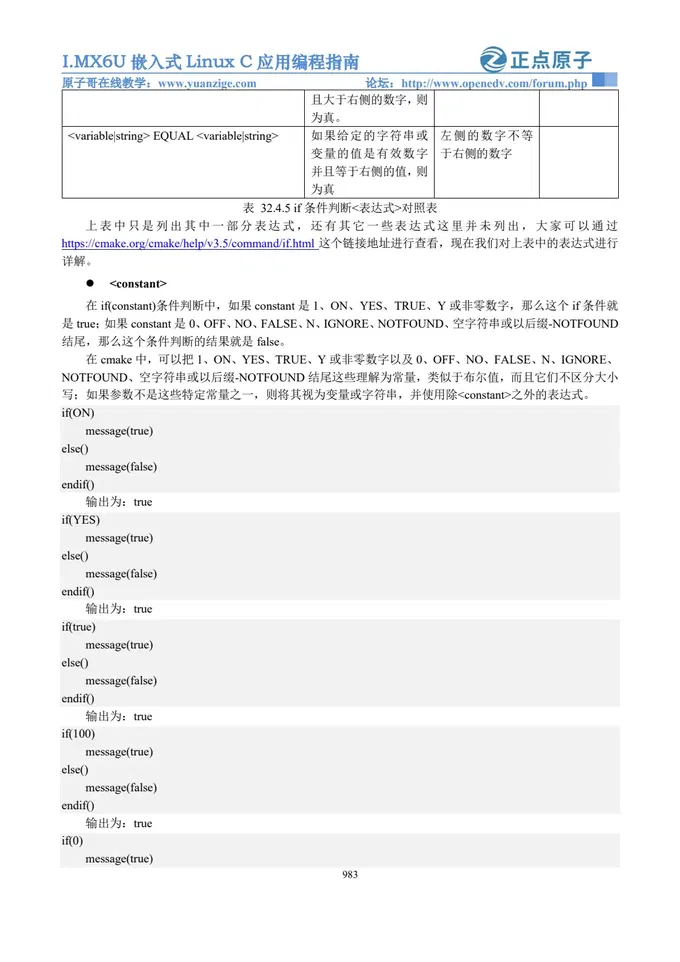 I.MX6U 嵌入式 Linux C 应用编程指南
正点原子
原子哥在线教学：www.yuanzige.com
论坛：http://www.openedv.com/forum.php
且大于右侧的数字，则
为真。
<variable|string> EQUAL <variable|string>
如果给定的字符串或
变量的值是有效数字
并且等于右侧的值，则
为真
左侧的数字不等
于右侧的数字
表 32.4.5 if 条件判断<表达式>对照表
上表中只是列出其中一部分表达式，还有其它一些表达式这里并未列出，大家可以通过
https://cmake.org/cmake/help/v3.5/command/if.html 这个链接地址进行查看，现在我们对上表中的表达式进行
详解。
● <constant>
在 if(constant)条件判断中，如果 constant 是 1、ON、YES、TRUE、Y 或非零数字，那么这个 if 条件就
是 true；如果 constant 是 0、OFF、NO、FALSE、N、IGNORE、NOTFOUND、空字符串或以后缀-NOTFOUND
结尾，那么这个条件判断的结果就是 false。
在 cmake 中，可以把 1、ON、YES、TRUE、Y 或非零数字以及 0、OFF、NO、FALSE、N、IGNORE、
NOTFOUND、空字符串或以后缀-NOTFOUND 结尾这些理解为常量，类似于布尔值，而且它们不区分大小
写；如果参数不是这些特定常量之一，则将其视为变量或字符串，并使用除<constant>之外的表达式。
if(ON)
message(true)
else()
message(false)
endif()
输出为：true
if(YES)
message(true)
else()
message(false)
endif()
输出为：true
if(true)
message(true)
else()
message(false)
endif()
输出为：true
if(100)
message(true)
else()
message(false)
endif()
输出为：true
if(0)
message(true)
983